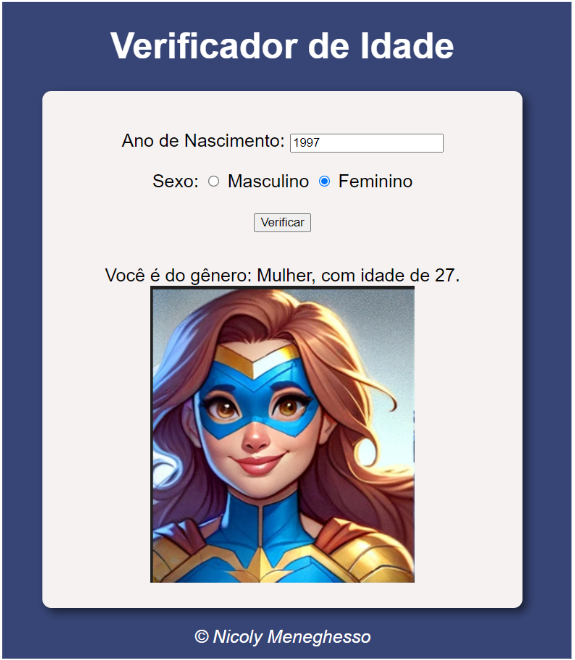 Verificador de Idade
Ano de Nascimento: 1997
Sexo: Masculino Feminino
Verificar
Você é do gênero: Mulher, com idade de 27.
© Nicoly Meneghesso